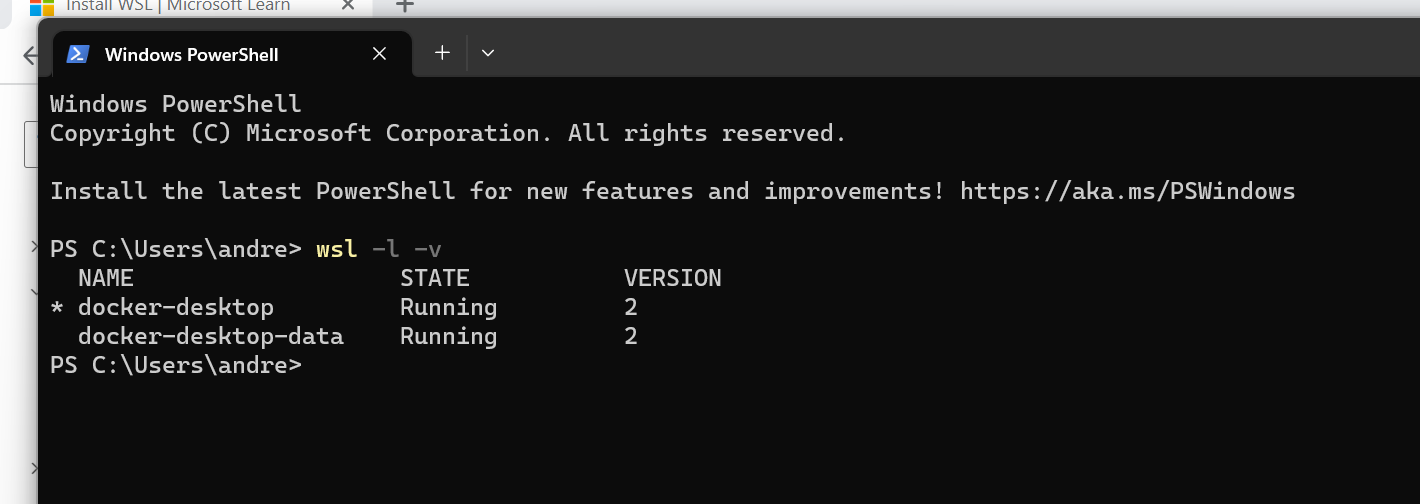 Install WSL | Microsoft Learn
Windows PowerShell
Windows PowerShell
Copyright (C) Microsoft Corporation. All rights reserved.
Install the latest PowerShell for new features and improvements! https://aka.ms/PSWindows
PS C:\Users\andre> wsl -l -v
  NAME                   STATE           VERSION
* docker-desktop         Running         2
  docker-desktop-data    Running         2
PS C:\Users\andre>